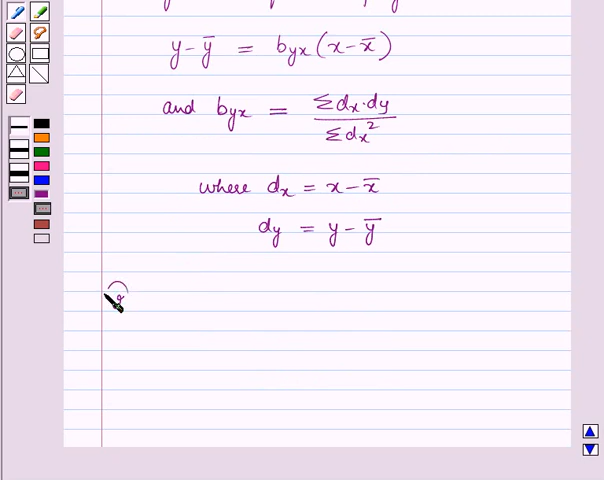 y - ȳ = byx (x - x̄)
and byx = Σdx·dy / Σdx²
where dx = x - x̄
dy = y - ȳ